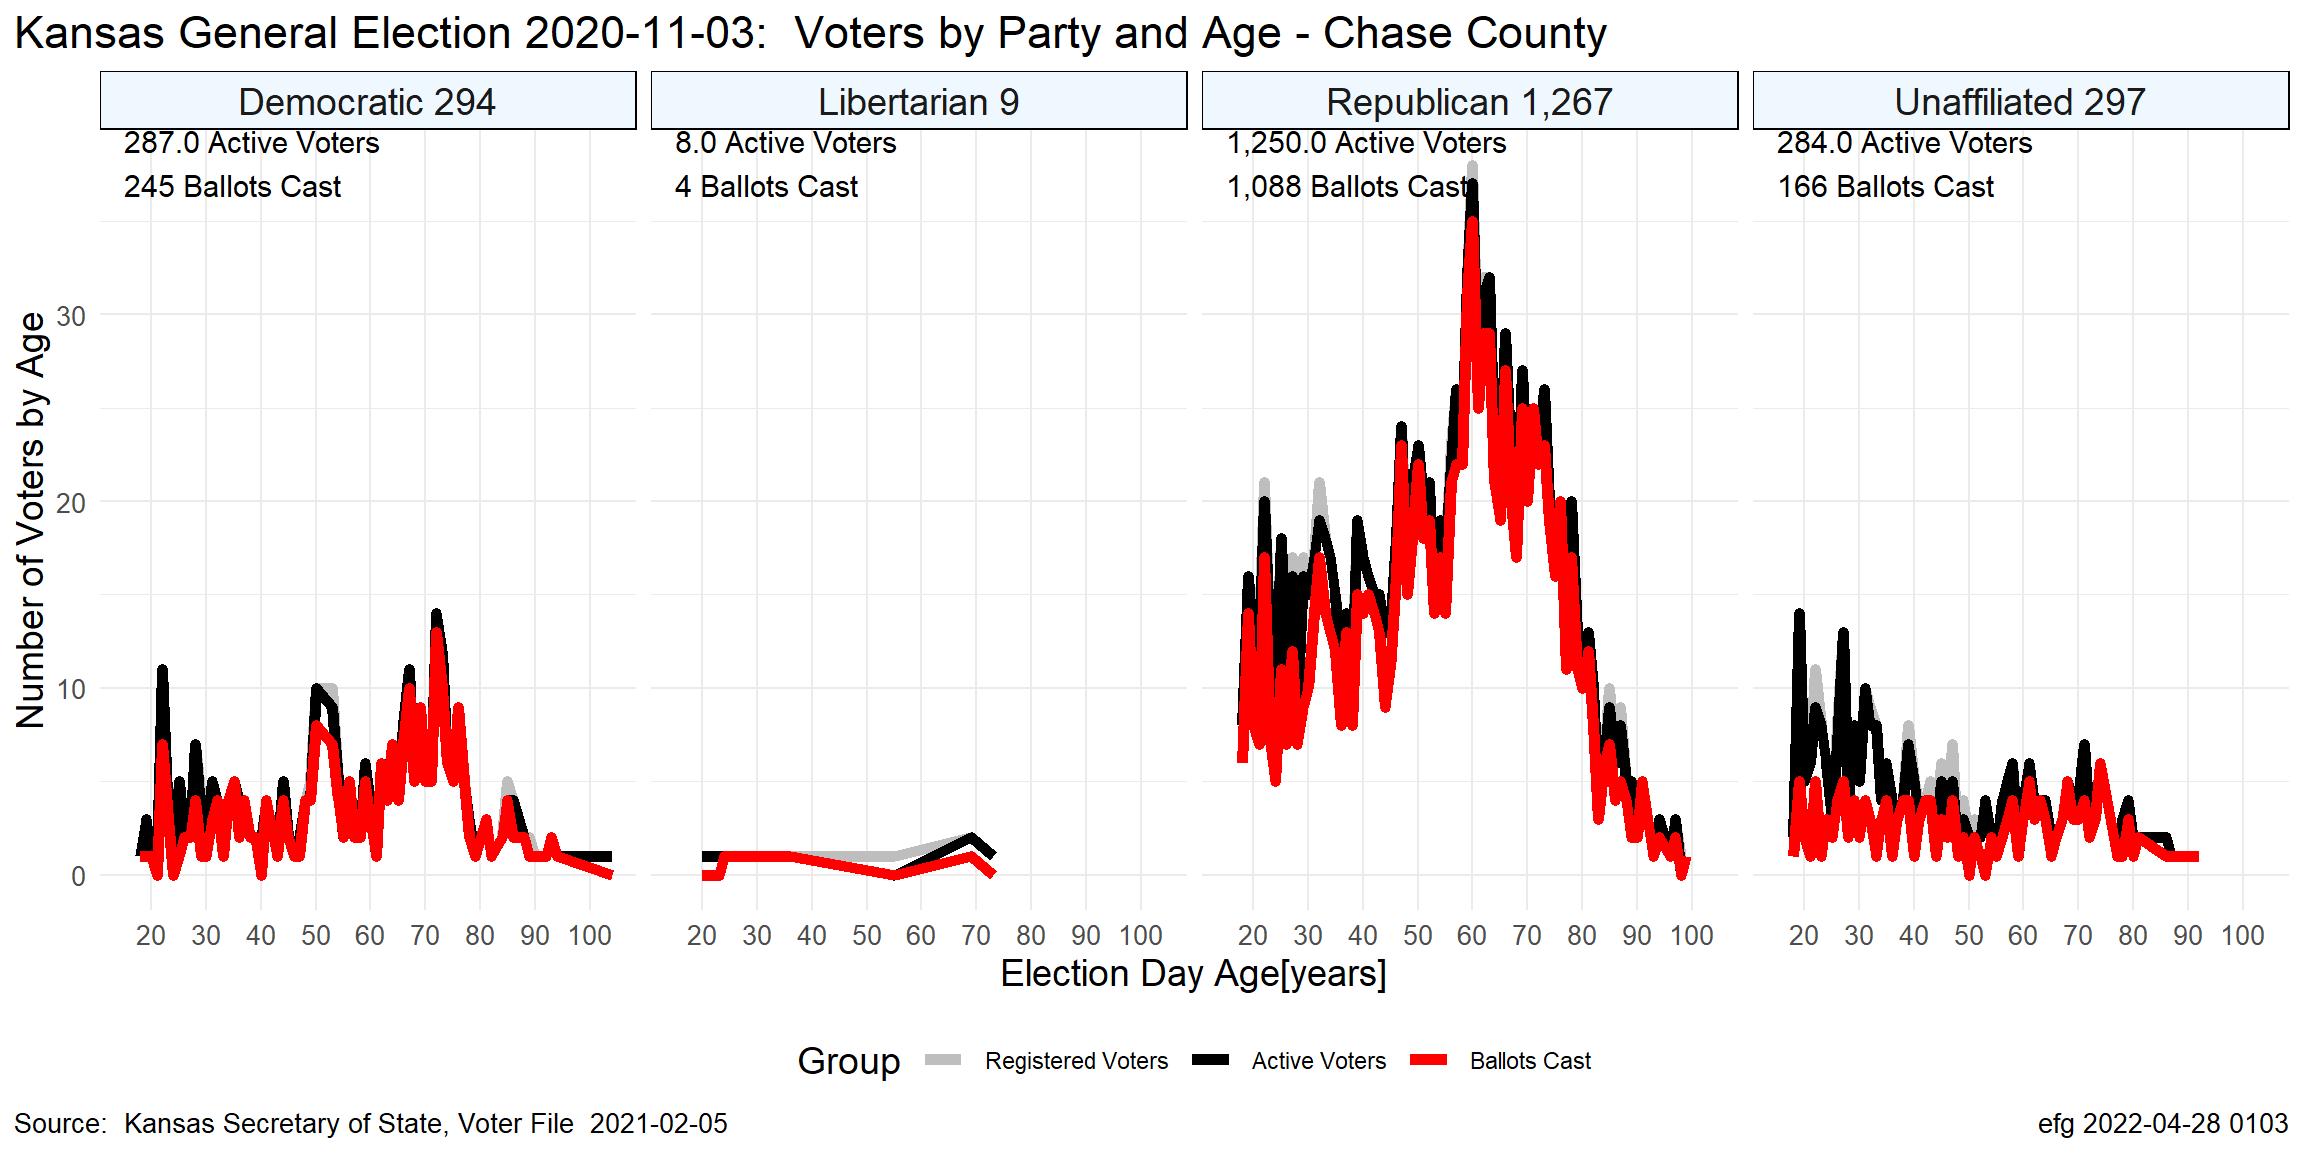 Kansas General Election 2020-11-03:  Voters by Party and Age - Chase County
Democratic 294
Libertarian 9
Republican 1,267
Unaffiliated 297
287.0 Active Voters
245 Ballots Cast
8.0 Active Voters
4 Ballots Cast
1,250.0 Active Voters
1,088 Ballots Cast
284.0 Active Voters
166 Ballots Cast
Number of Voters by Age
30
20
10
0
20 30 40 50 60 70 80 90 100
20 30 40 50 60 70 80 90 100
20 30 40 50 60 70 80 90 100
20 30 40 50 60 70 80 90 100
Election Day Age[years]
Group Registered Voters Active Voters Ballots Cast
Source:  Kansas Secretary of State, Voter File  2021-02-05
efg 2022-04-28 0103